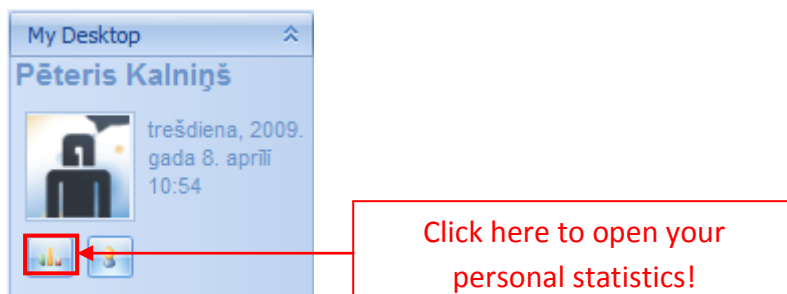 My Desktop
Pēteris Kalniņš
trešdiena, 2009.
gada 8. aprīlī
10:54
Click here to open your
personal statistics!